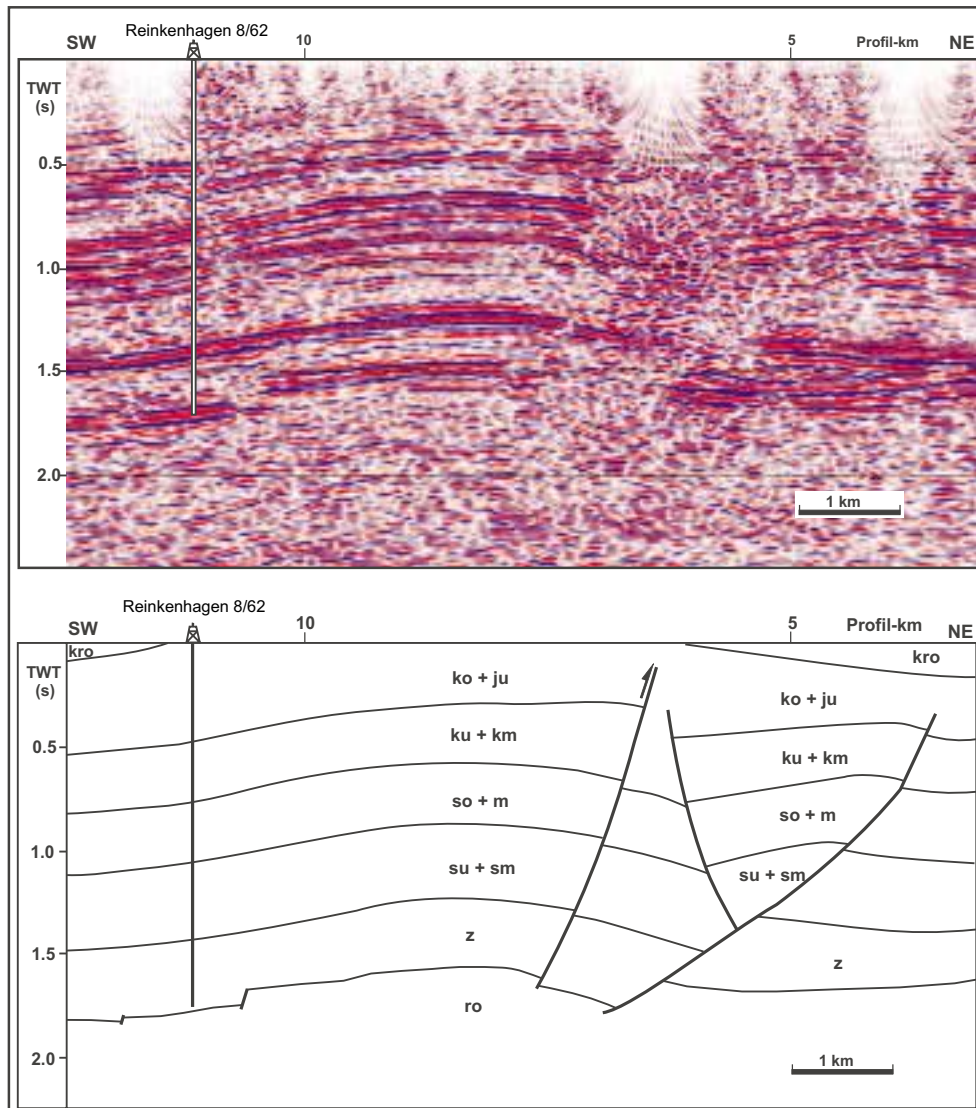 Reinkenhagen 8/62
SW 10 5 Profil-km NE
TWT
(s)
0.5
1.0
1.5
2.0
1 km
Reinkenhagen 8/62
SW 10 5 Profil-km NE
kro kro
TWT
(s)
ko + ju ko + ju
0.5
ku + km ku + km
so + m so + m
1.0
su + sm su + sm
1.5
z z
ro
2.0
1 km